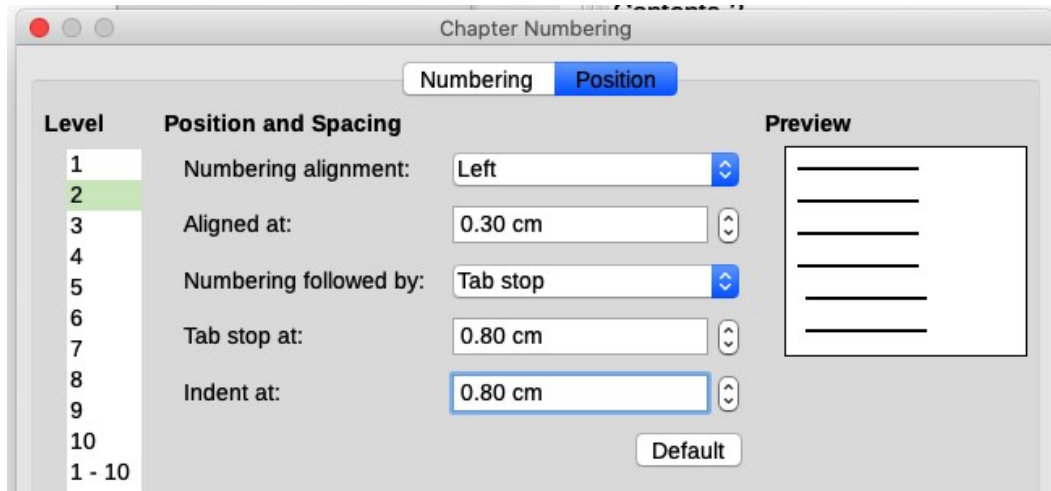 Contents 2
Chapter Numbering
Numbering Position
Level
1
2
3
4
5
6
7
8
9
10
1 - 10
Position and Spacing
Numbering alignment: Left
Aligned at: 0.30 cm
Numbering followed by: Tab stop
Tab stop at: 0.80 cm
Indent at: 0.80 cm
Default
Preview